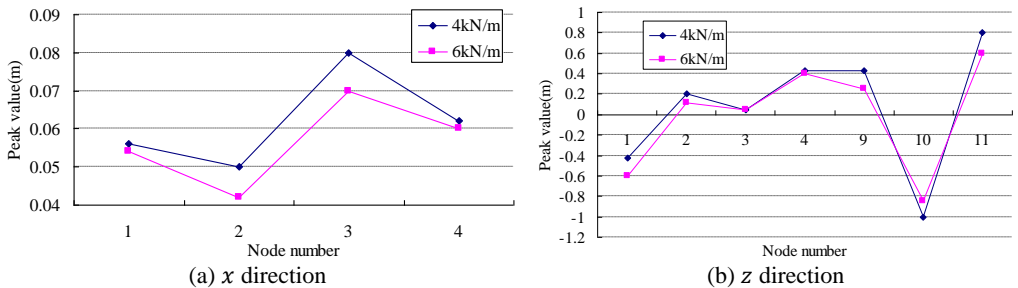 0.09
0.08
0.07
0.06
0.05
0.04
Peak value(m)
4kN/m
6kN/m
1 2 3 4
Node number
(a) x direction
1
0.8
0.6
0.4
0.2
0
-0.2
-0.4
-0.6
-0.8
-1
-1.2
Peak value(m)
4kN/m
6kN/m
1 2 3 4 9 10 11
Node number
(b) z direction